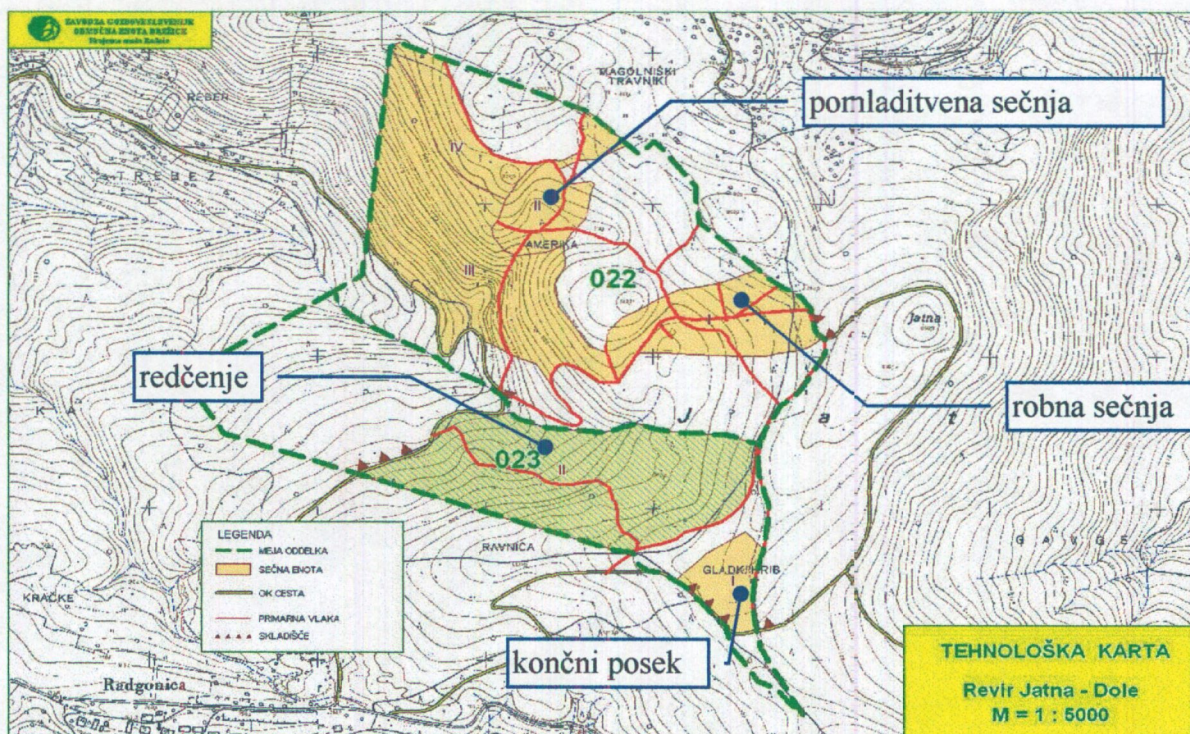 ZAVOD ZA GOZDOVE SLOVENIJE
OBMOČNA ENOTA BREŽICE
MAGOLNIŠKI
TRAVNIKI
pomladitvena sečnja
REBER
TREBEŽ
IV
II
AMERIKA
III
022
Jatna
redčenje
robna sečnja
J a t
023
II
LEGENDA
MEJA ODDELKA
SEČNA ENOTA
OK CESTA
PRIMARNA VLAKA
SKLADIŠČE
RAVNICA
GLADKI HRIB
I
KRAČKE
končni posek
Radgonica
TEHNOLOŠKA KARTA
Revir Jatna - Dole
M = 1 : 5000